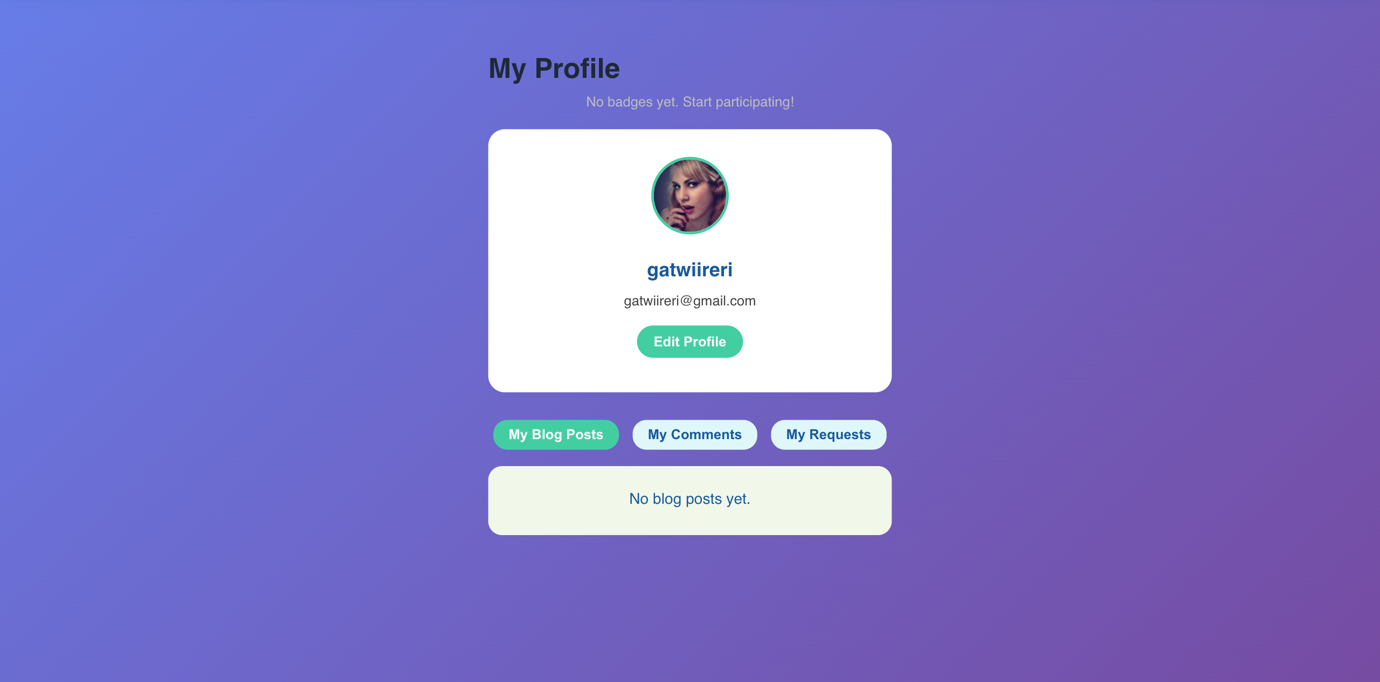 My Profile
No badges yet. Start participating!
gatwiireri
gatwiireri@gmail.com
Edit Profile
My Blog Posts My Comments My Requests
No blog posts yet.